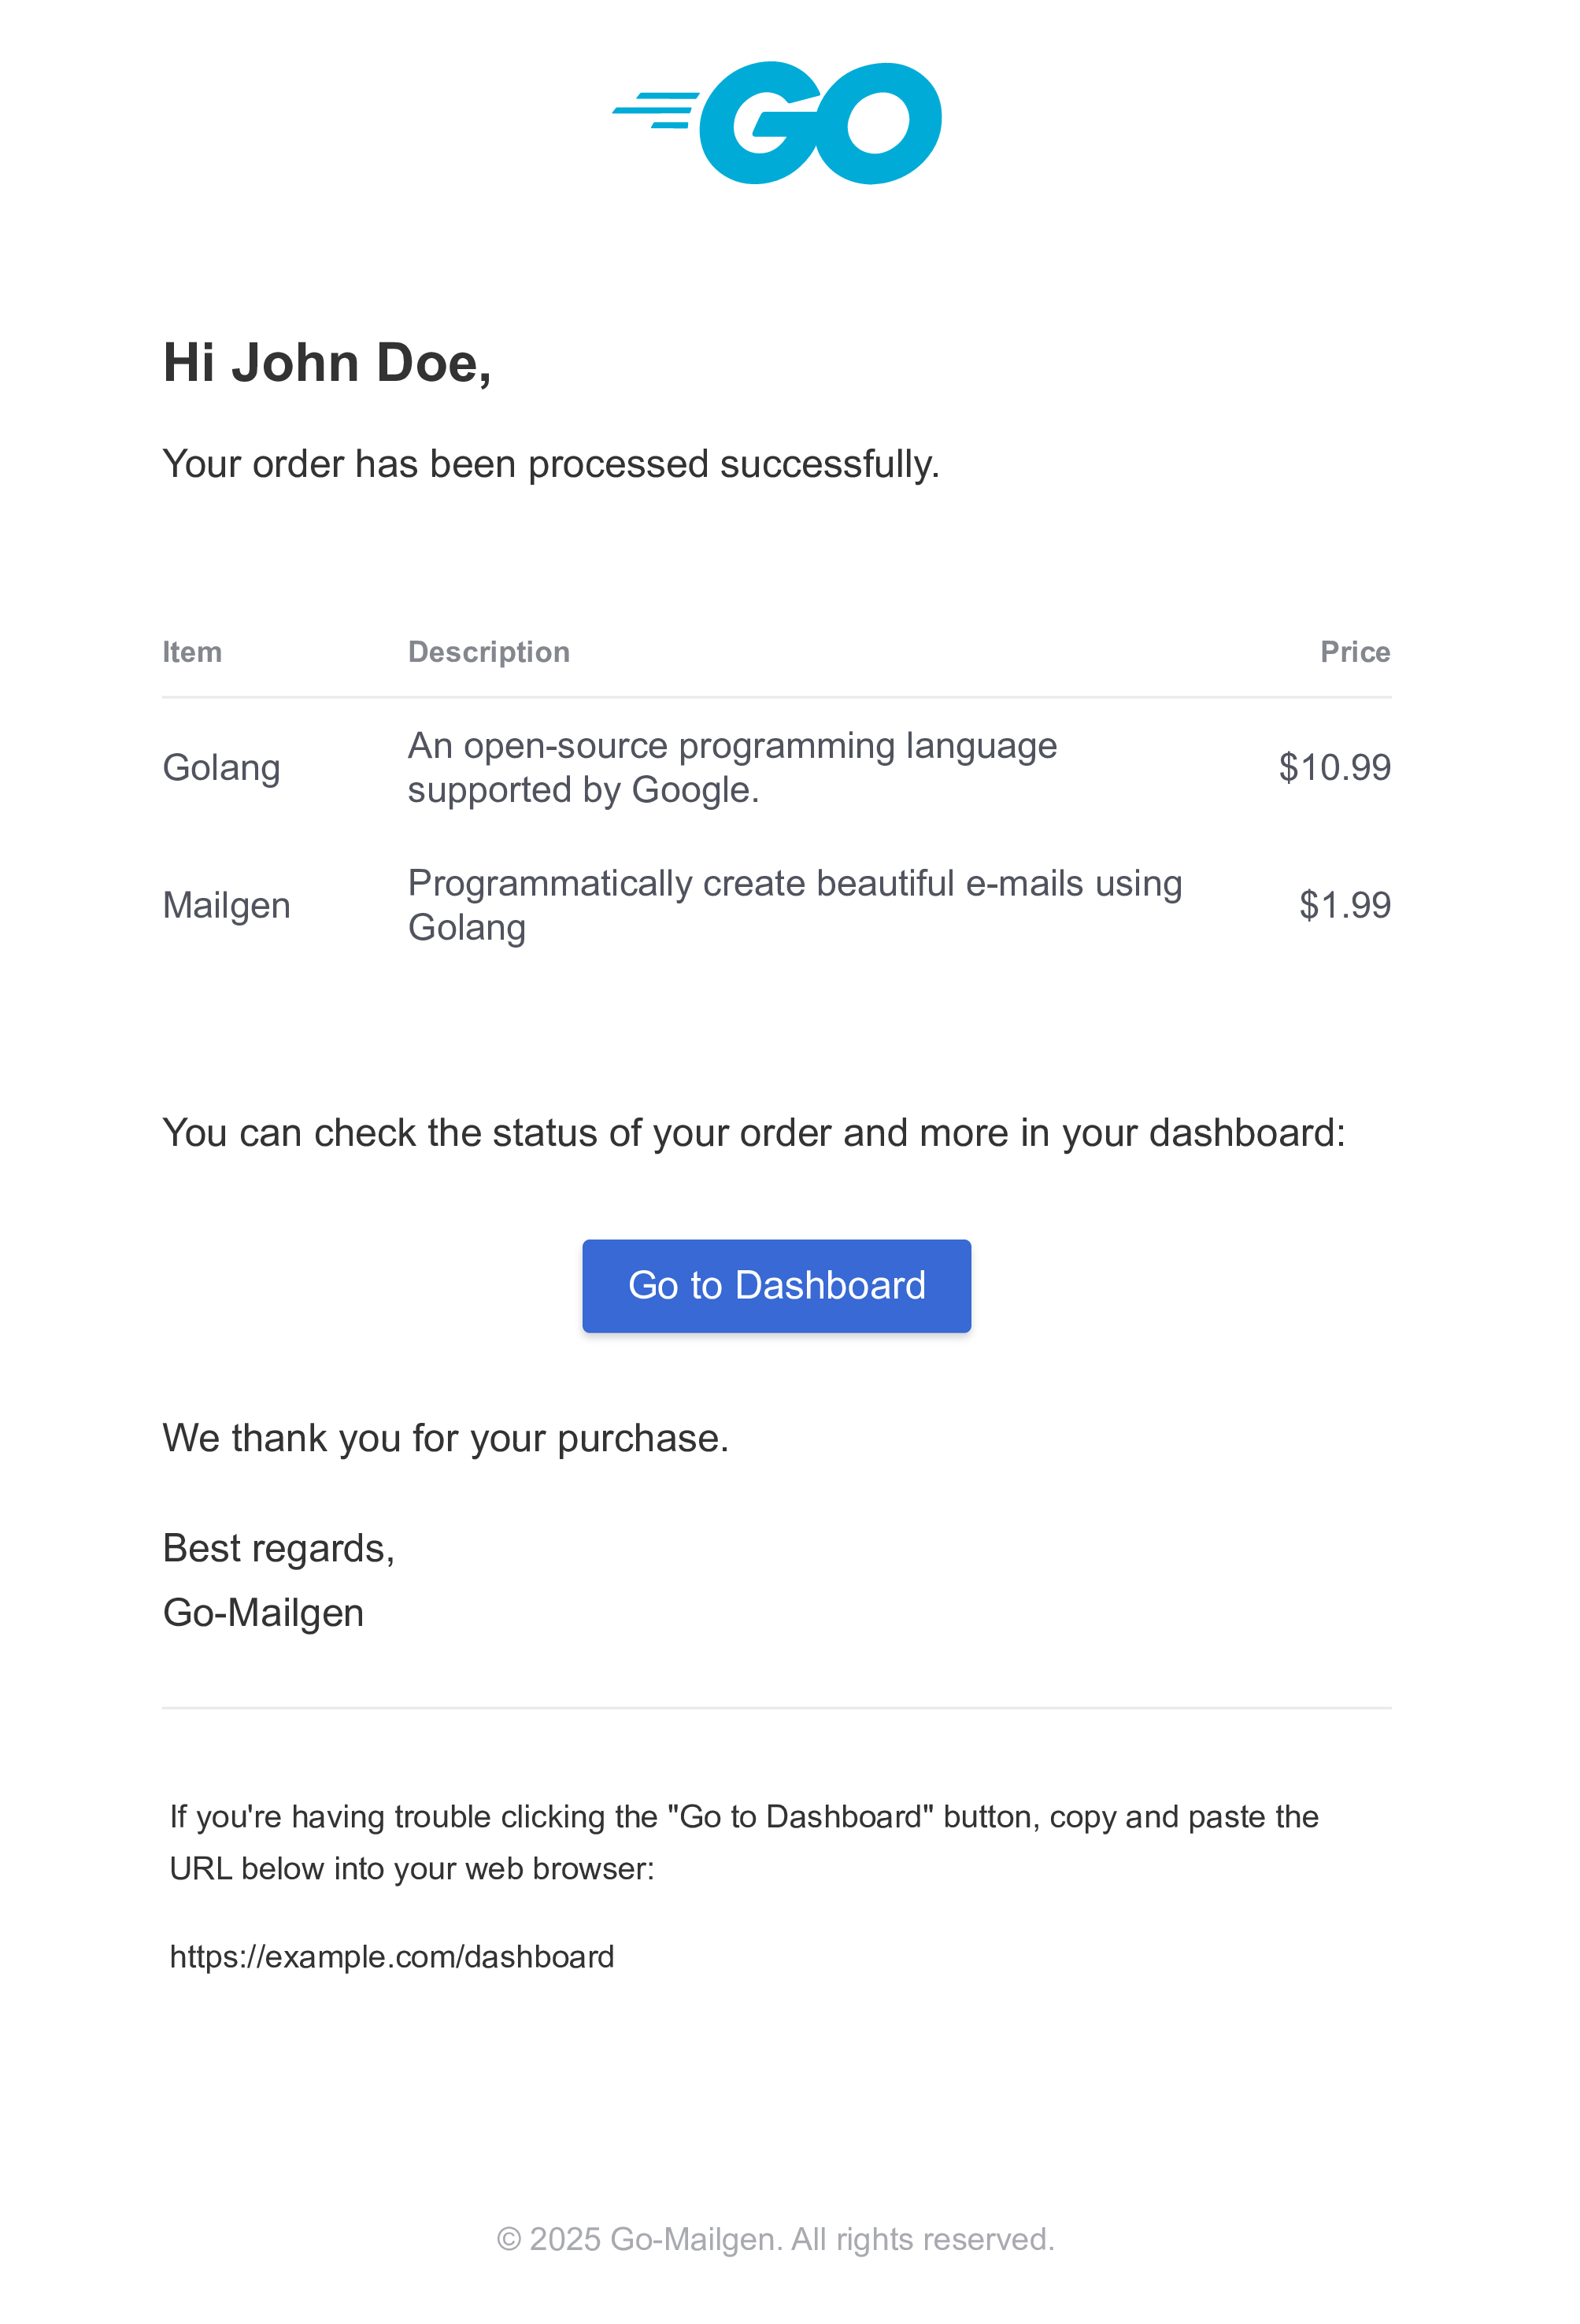 GO
Hi John Doe,
Your order has been processed successfully.
Item Description Price
Golang An open-source programming language supported by Google. $10.99
Mailgen Programmatically create beautiful e-mails using Golang $1.99
You can check the status of your order and more in your dashboard:
Go to Dashboard
We thank you for your purchase.
Best regards,
Go-Mailgen
If you're having trouble clicking the "Go to Dashboard" button, copy and paste the
URL below into your web browser:
https://example.com/dashboard
© 2025 Go-Mailgen. All rights reserved.